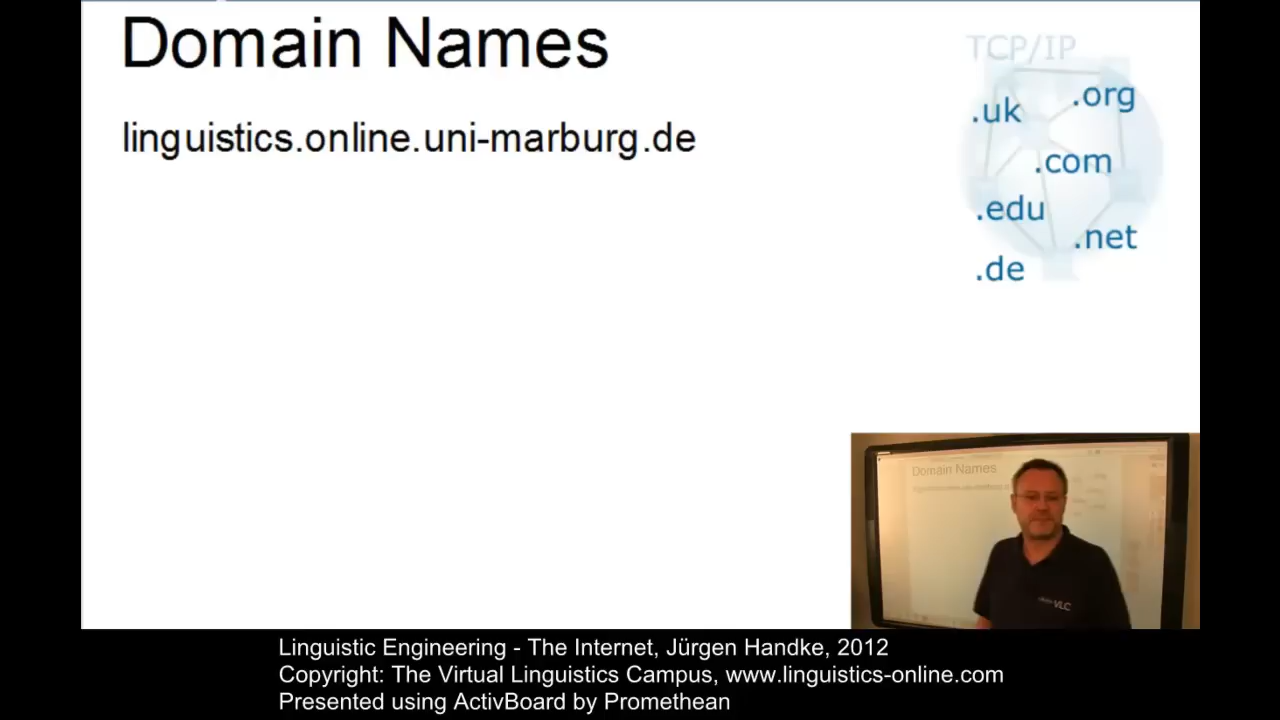 Domain Names
linguistics.online.uni-marburg.de
TCP/IP
.uk
.org
.com
.edu
.net
.de
Domain Names
VLC
Linguistic Engineering - The Internet, Jürgen Handke, 2012
Copyright: The Virtual Linguistics Campus, www.linguistics-online.com
Presented using ActivBoard by Promethean